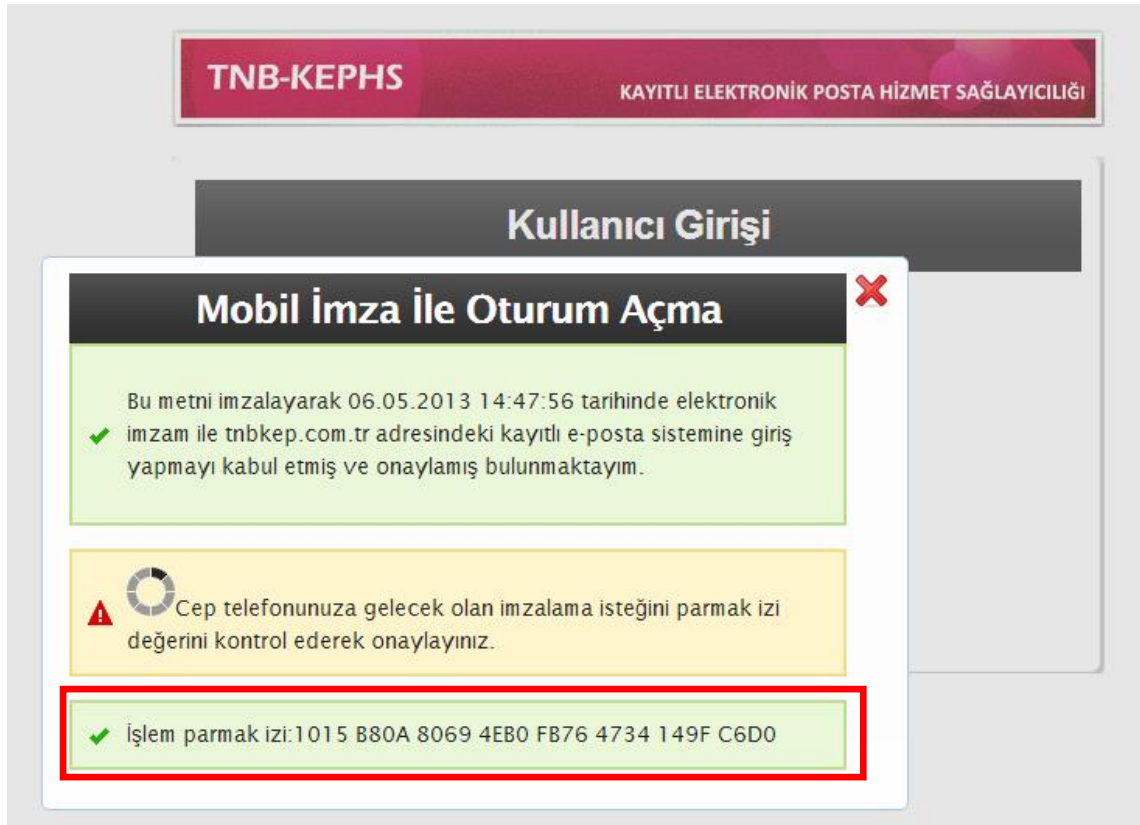 TNB-KEPHS
KAYITLI ELEKTRONİK POSTA HİZMET SAĞLAYICILIĞI
Kullanıcı Girişi
Mobil İmza İle Oturum Açma
Bu metni imzalayarak 06.05.2013 14:47:56 tarihinde elektronik
imzam ile tnbkep.com.tr adresindeki kayıtlı e-posta sistemine giriş
yapmayı kabul etmiş ve onaylamış bulunmaktayım.
Cep telefonunuza gelecek olan imzalama isteğini parmak izi
değerini kontrol ederek onaylayınız.
İşlem parmak izi:1015 B80A 8069 4EB0 FB76 4734 149F C6D0